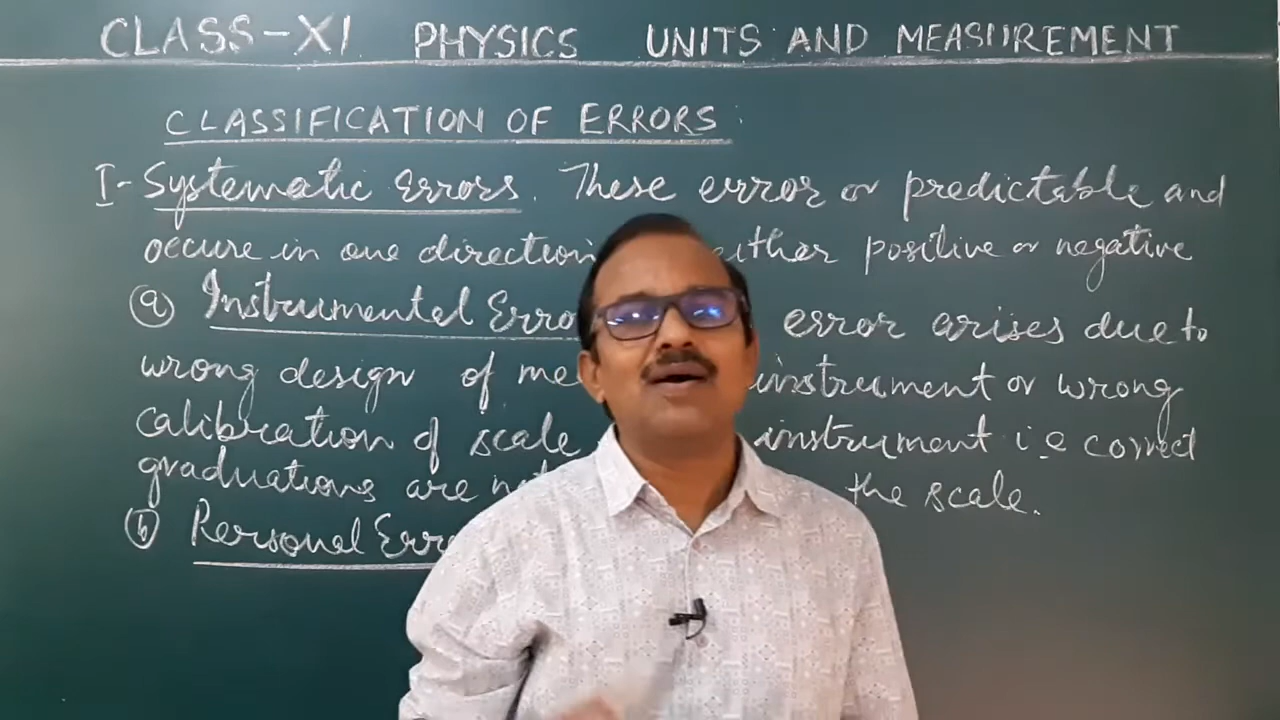 CLASS-XI PHYSICS UNITS AND MEASUREMENT
CLASSIFICATION OF ERRORS:
I- Systematic Errors. These error or predictable and
occure in one direction either positive or negative
(a) Instrumental Erro error arises due to
wrong design of me instrument or wrong
calibration of scale instrument i.e correct
graduations are not the scale.
(b) Personal Erro